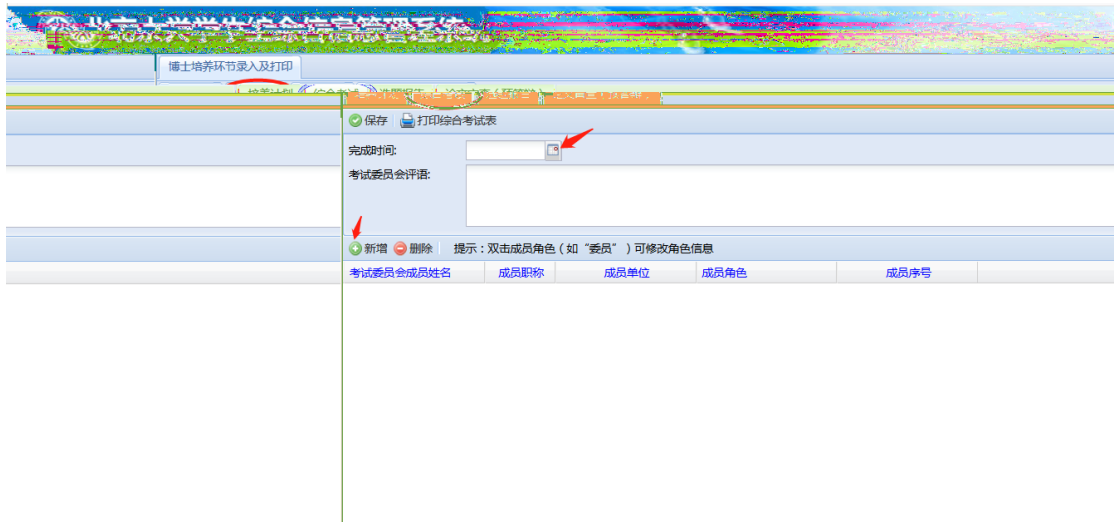 博士培养环节录入及打印
保存 打印综合考试表
完成时间:
考试委员会评语:
新增 删除 提示：双击成员角色（如“委员”）可修改角色信息
考试委员会成员姓名 成员职称 成员单位 成员角色 成员序号